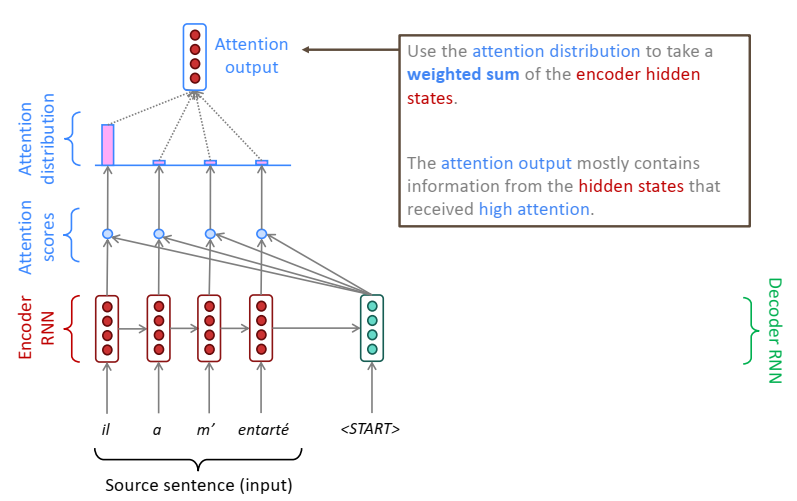 Attention
output
Use the attention distribution to take a
weighted sum of the encoder hidden
states.
The attention output mostly contains
information from the hidden states that
received high attention.
Attention
distribution
Attention
scores
Encoder
RNN
Decoder RNN
il a m’ entarté <START>
Source sentence (input)